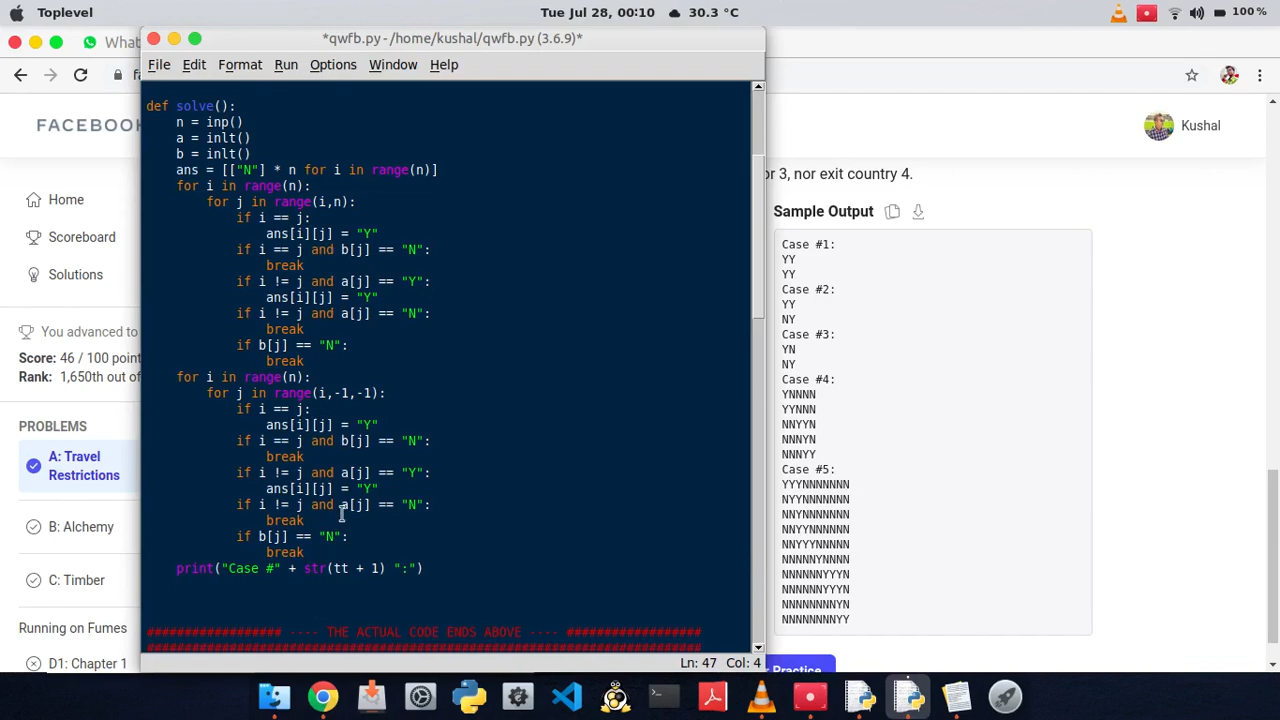 Toplevel
Tue Jul 28, 00:10
30.3 °C
100 %
What
*qwfb.py - /home/kushal/qwfb.py (3.6.9)*
fa
File Edit Format Run Options Window Help
FACEBOOK
Kushal
Home
Scoreboard
Solutions
You advanced to
Score: 46 / 100 point
Rank: 1,650th out of
PROBLEMS
A: Travel
Restrictions
B: Alchemy
C: Timber
Running on Fumes
D1: Chapter 1
def solve():
    n = inp()
    a = inlt()
    b = inlt()
    ans = [["N"] * n for i in range(n)]
    for i in range(n):
        for j in range(i,n):
            if i == j:
                ans[i][j] = "Y"
            if i == j and b[j] == "N":
                break
            if i != j and a[j] == "Y":
                ans[i][j] = "Y"
            if i != j and a[j] == "N":
                break
            if b[j] == "N":
                break
    for i in range(n):
        for j in range(i,-1,-1):
            if i == j:
                ans[i][j] = "Y"
            if i == j and b[j] == "N":
                break
            if i != j and a[j] == "Y":
                ans[i][j] = "Y"
            if i != j and a[j] == "N":
                break
            if b[j] == "N":
                break
    print("Case #" + str(tt + 1) ":")
################## ---- THE ACTUAL CODE ENDS ABOVE ---- ##################
Ln: 47 Col: 4
or 3, nor exit country 4.
Sample Output
Case #1:
YY
YY
Case #2:
YY
NY
Case #3:
YN
NY
Case #4:
YNNNN
YYNNN
NNYYN
NNNYN
NNNYY
Case #5:
YYYNNNNNNN
NYYNNNNNNN
NNYNNNNNNN
NNYYNNNNNN
NNYYYNNNNN
NNNNNYNNNN
NNNNNNYYYN
NNNNNNYYYN
NNNNNNNNYN
NNNNNNNNYY
r Practice